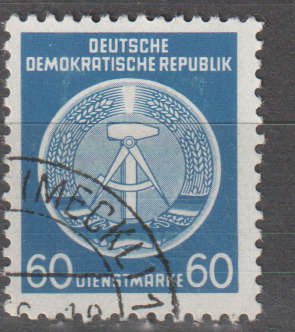 DEUTSCHE
DEMOKRATISCHE REPUBLIK
60 DIENSTMARKE 60